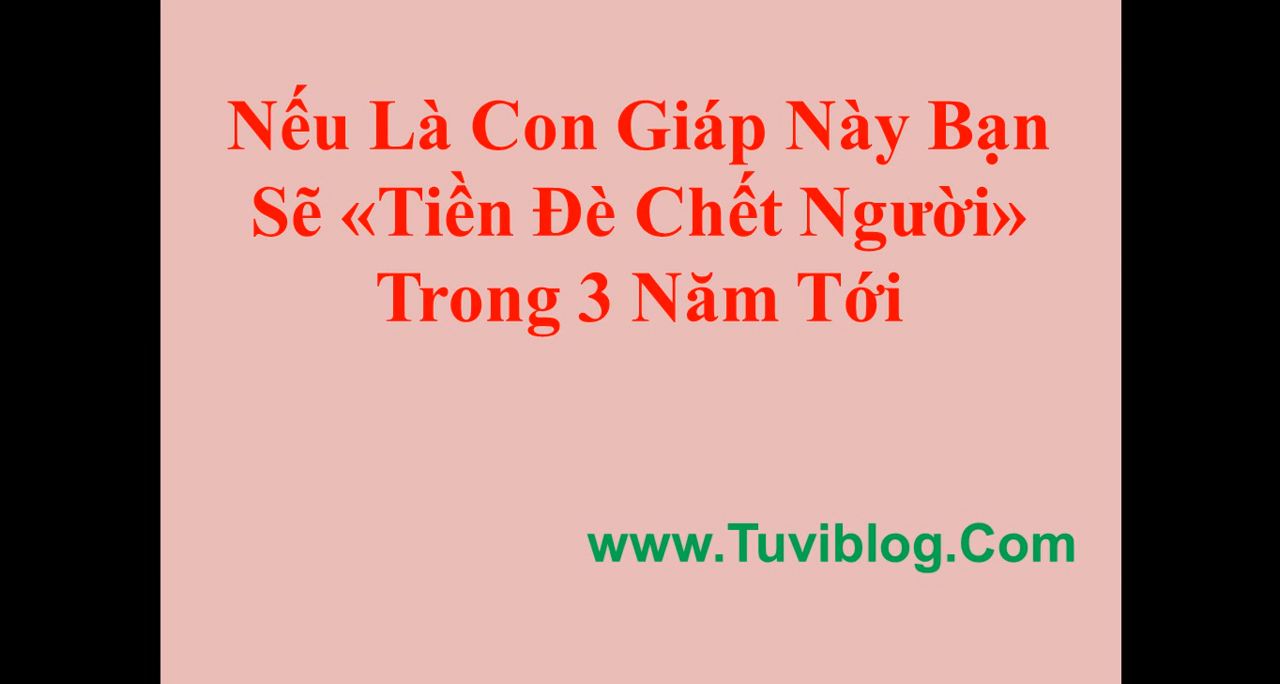 Nếu Là Con Giáp Này Bạn
Sẽ «Tiền Đè Chết Người»
Trong 3 Năm Tới
www.Tuviblog.Com